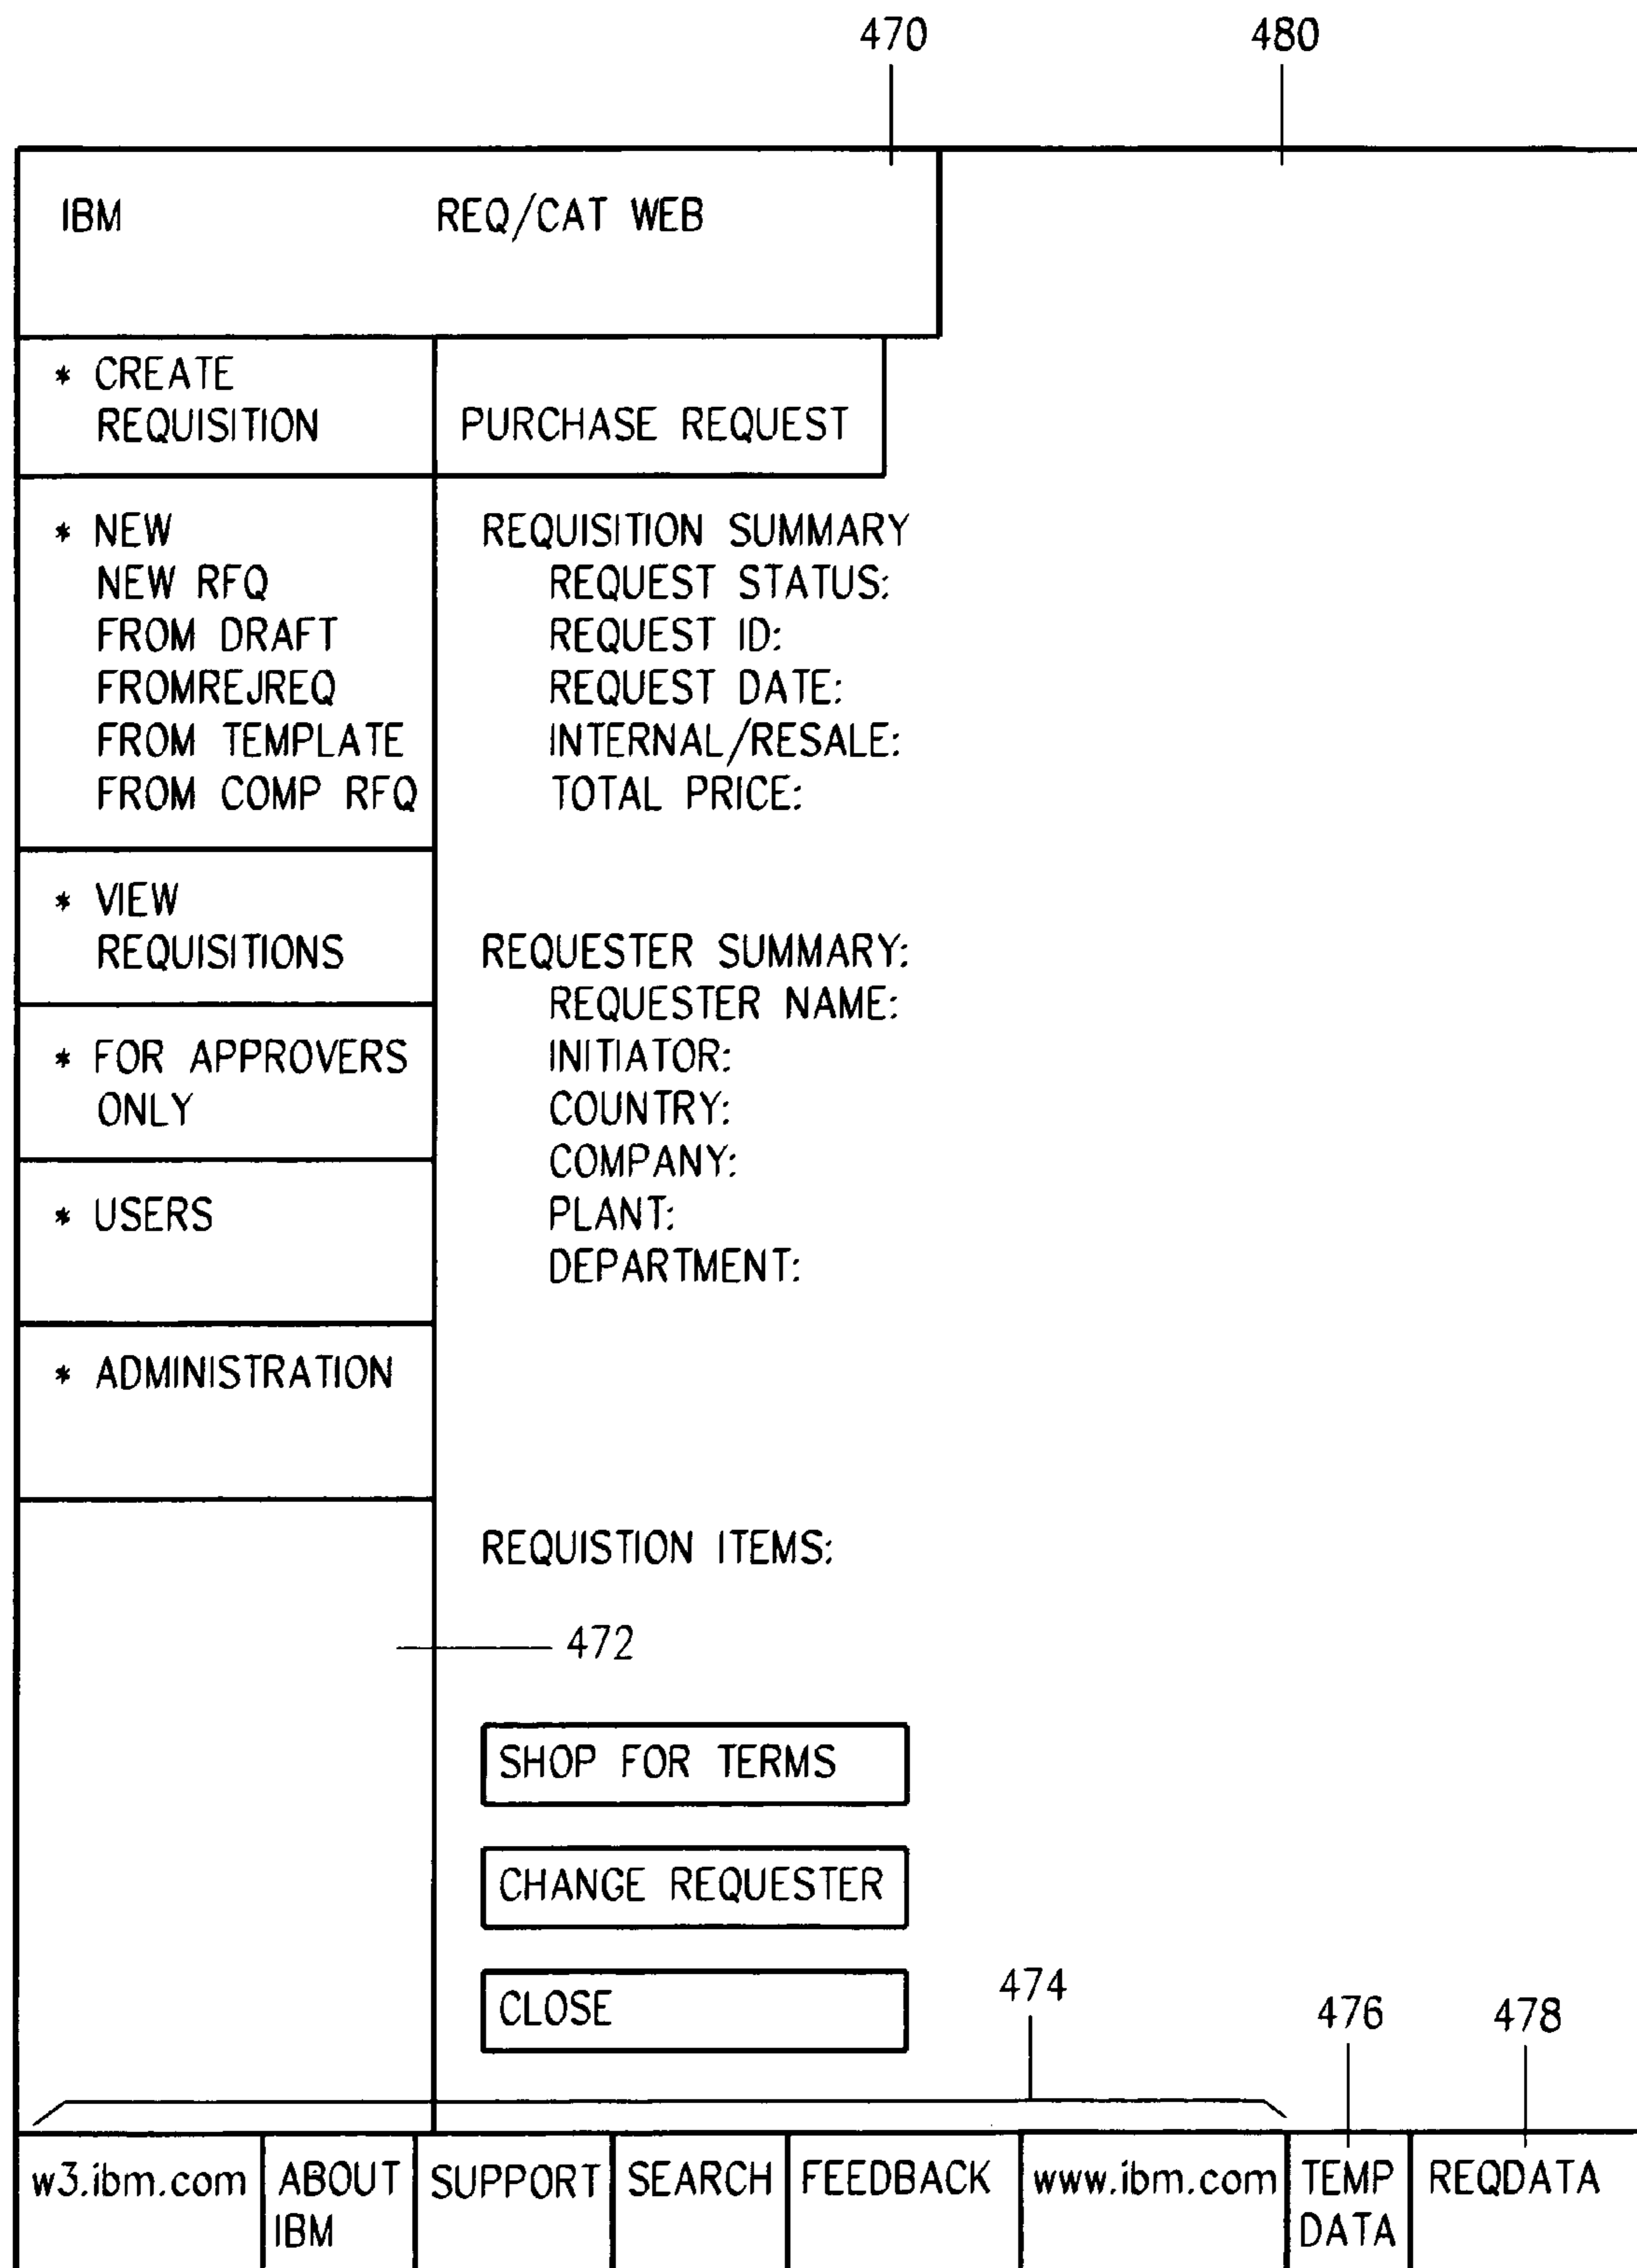 470 480
IBM REQ/CAT WEB
* CREATE
REQUISITION
PURCHASE REQUEST
* NEW
NEW RFQ
FROM DRAFT
FROMREJREQ
FROM TEMPLATE
FROM COMP RFQ
* VIEW
REQUISITIONS
* FOR APPROVERS
ONLY
* USERS
* ADMINISTRATION
REQUISITION SUMMARY
REQUEST STATUS:
REQUEST ID:
REQUEST DATE:
INTERNAL/RESALE:
TOTAL PRICE:
REQUESTER SUMMARY:
REQUESTER NAME:
INITIATOR:
COUNTRY:
COMPANY:
PLANT:
DEPARTMENT:
REQUISTION ITEMS:
472
SHOP FOR TERMS
CHANGE REQUESTER
CLOSE
474
476
478
w3.ibm.com
ABOUT
IBM
SUPPORT
SEARCH
FEEDBACK
www.ibm.com
TEMP
DATA
REQDATA